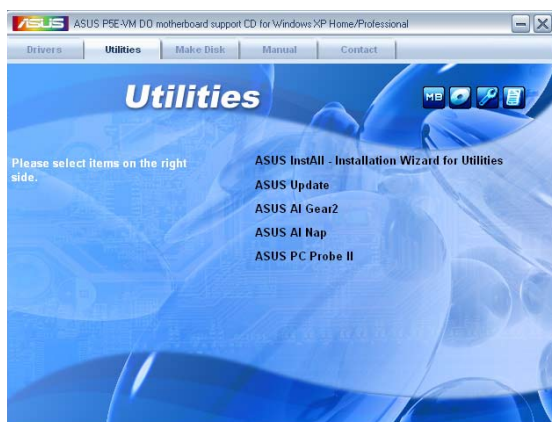 ASUS ASUS P5E-VM DO motherboard support CD for Windows XP Home/Professional
Drivers Utilities Make Disk Manual Contact
Utilities
MB
Please select items on the right
side.
ASUS InstAll - Installation Wizard for Utilities
ASUS Update
ASUS AI Gear2
ASUS AI Nap
ASUS PC Probe II